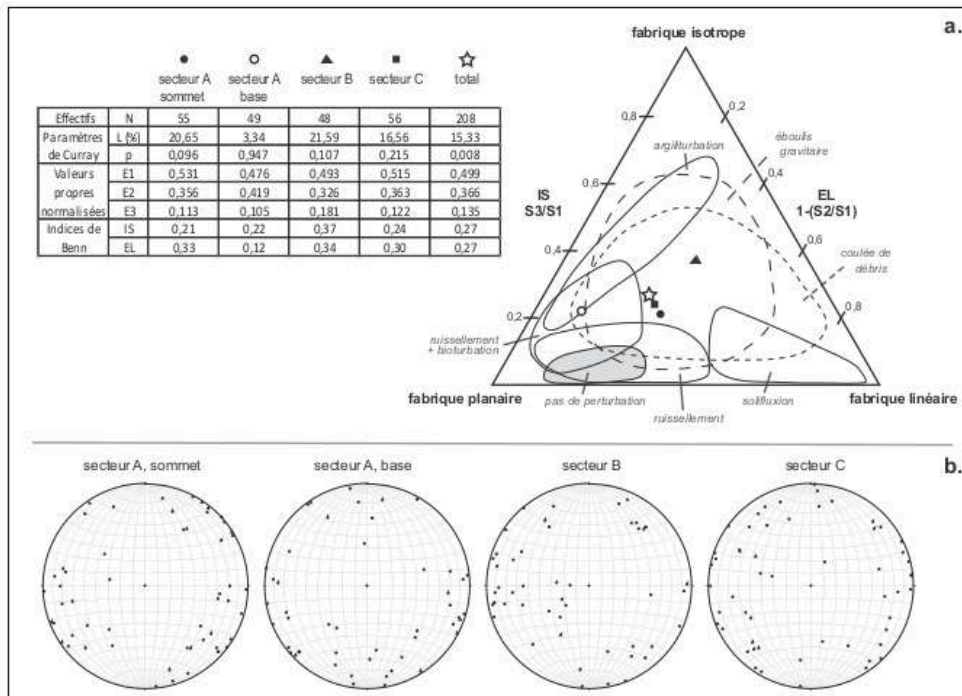 a.
secteur A
sommet
secteur A
base
secteur B
secteur C
total
Effectifs N 55 49 48 56 208
Paramètres L (%) 20,65 3,34 21,59 16,56 15,33
de Curray p 0,096 0,947 0,107 0,215 0,008
Valeurs E1 0,531 0,476 0,493 0,515 0,499
propres E2 0,356 0,419 0,326 0,363 0,366
normalisées E3 0,113 0,105 0,181 0,122 0,135
Indices de IS 0,21 0,22 0,37 0,24 0,27
Benn EL 0,33 0,12 0,34 0,30 0,27
fabrique isotrope
0,8
0,2
argiliturbation
éboulis
gravitaire
0,6
0,4
IS
S3/S1
EL
1-(S2/S1)
0,4
0,6
coulée de
débris
0,2
0,8
ruissellement
+ bioturbation
fabrique planaire
pas de perturbation
ruissellement
solifluxion
fabrique linéaire
b.
secteur A, sommet
secteur A, base
secteur B
secteur C